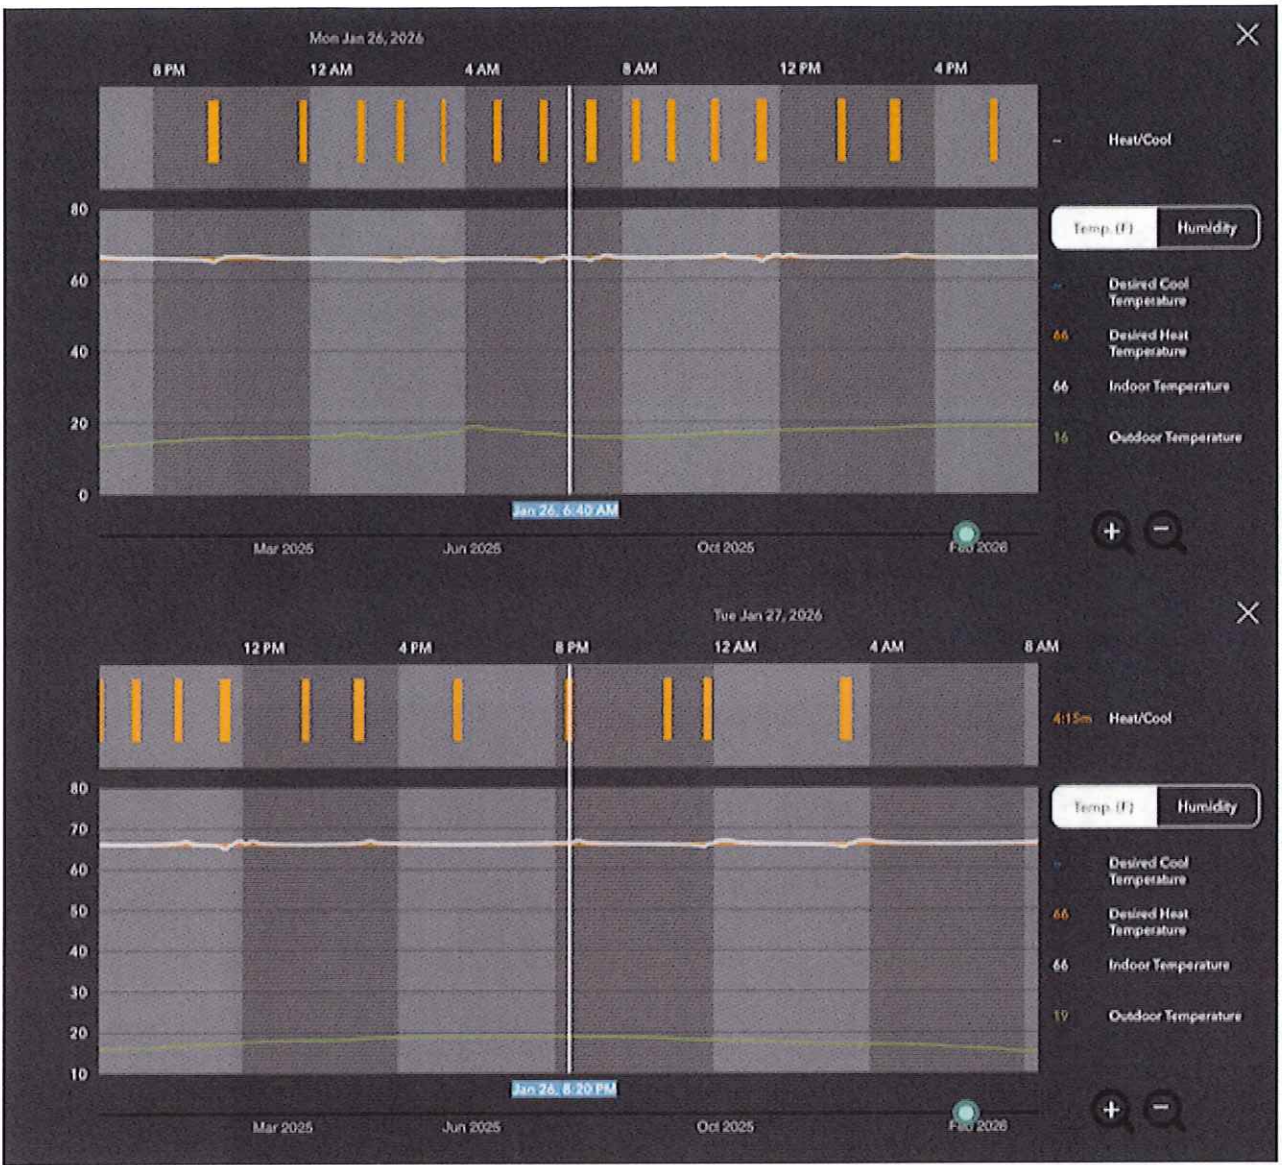 Mon Jan 26, 2026
8 PM 12 AM 4 AM 8 AM 12 PM 4 PM
-- Heat/Cool
80
60
40
20
0
Temp. (F) Humidity
-- Desired Cool
Temperature
66 Desired Heat
Temperature
66 Indoor Temperature
16 Outdoor Temperature
Jan 26, 6:40 AM
Mar 2025 Jun 2025 Oct 2025 Feb 2026
+ −
Tue Jan 27, 2026
12 PM 4 PM 8 PM 12 AM 4 AM 8 AM
4:15m Heat/Cool
80
70
60
50
40
30
20
10
Temp. (F) Humidity
-- Desired Cool
Temperature
66 Desired Heat
Temperature
66 Indoor Temperature
19 Outdoor Temperature
Jan 26, 8:20 PM
Mar 2025 Jun 2025 Oct 2025 Feb 2026
+ −